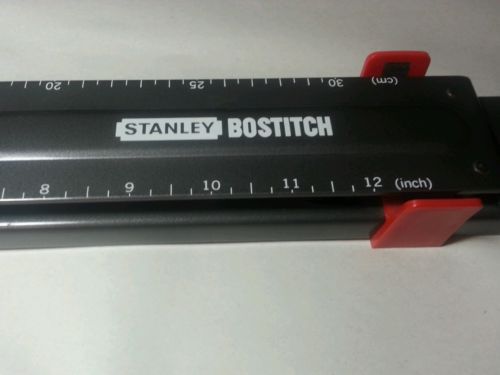 20 25 30 (cm)
STANLEY BOSTITCH
8 9 10 11 12 (inch)